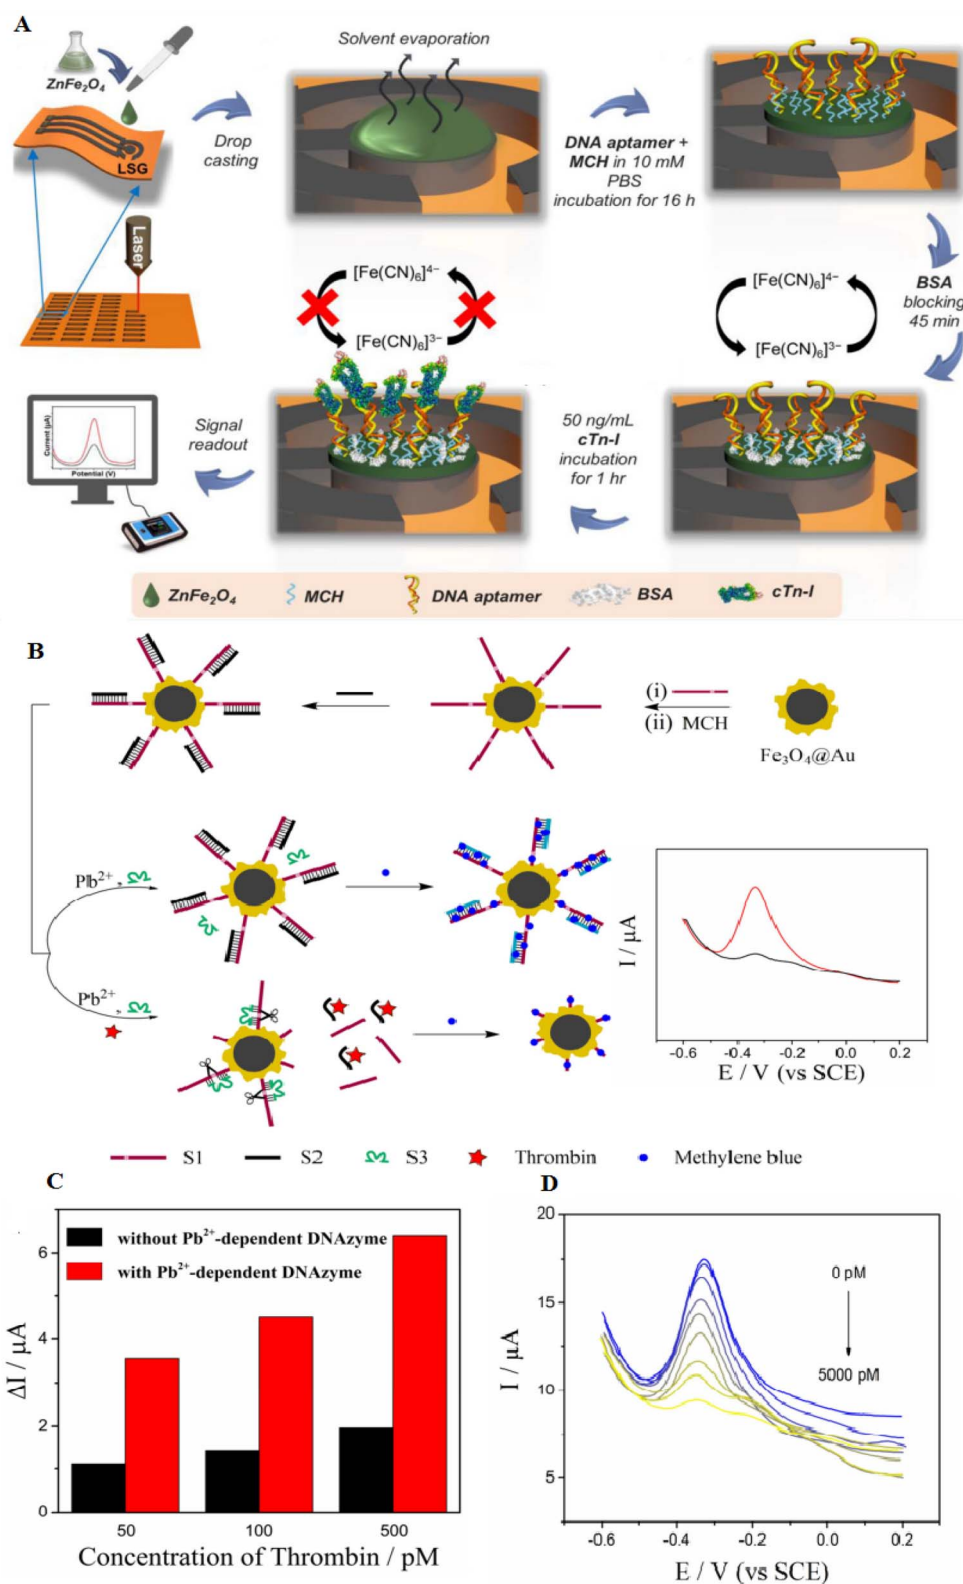 A
ZnFe₂O₄
LSG
Laser
Drop
casting
Solvent evaporation
DNA aptamer +
MCH in 10 mM
PBS
incubation for 16 h
BSA
blocking
45 min
[Fe(CN)₆]⁴⁻
[Fe(CN)₆]³⁻
[Fe(CN)₆]⁴⁻
[Fe(CN)₆]³⁻
50 ng/mL
cTn-I
incubation
for 1 hr
Signal
readout
Current (µA)
Potential (V)
ZnFe₂O₄ MCH DNA aptamer BSA cTn-I
B
(i)
(ii) MCH
Fe₃O₄@Au
Pb²⁺,
Pb²⁺,
I / µA
-0.6 -0.4 -0.2 0.0 0.2
E / V (vs SCE)
S1 S2 S3 Thrombin Methylene blue
C
without Pb²⁺-dependent DNAzyme
with Pb²⁺-dependent DNAzyme
ΔI / µA
6
4
2
0
50 100 500
Concentration of Thrombin / pM
D
I / µA
20
15
10
5
0 pM
5000 pM
-0.6 -0.4 -0.2 0.0 0.2
E / V (vs SCE)